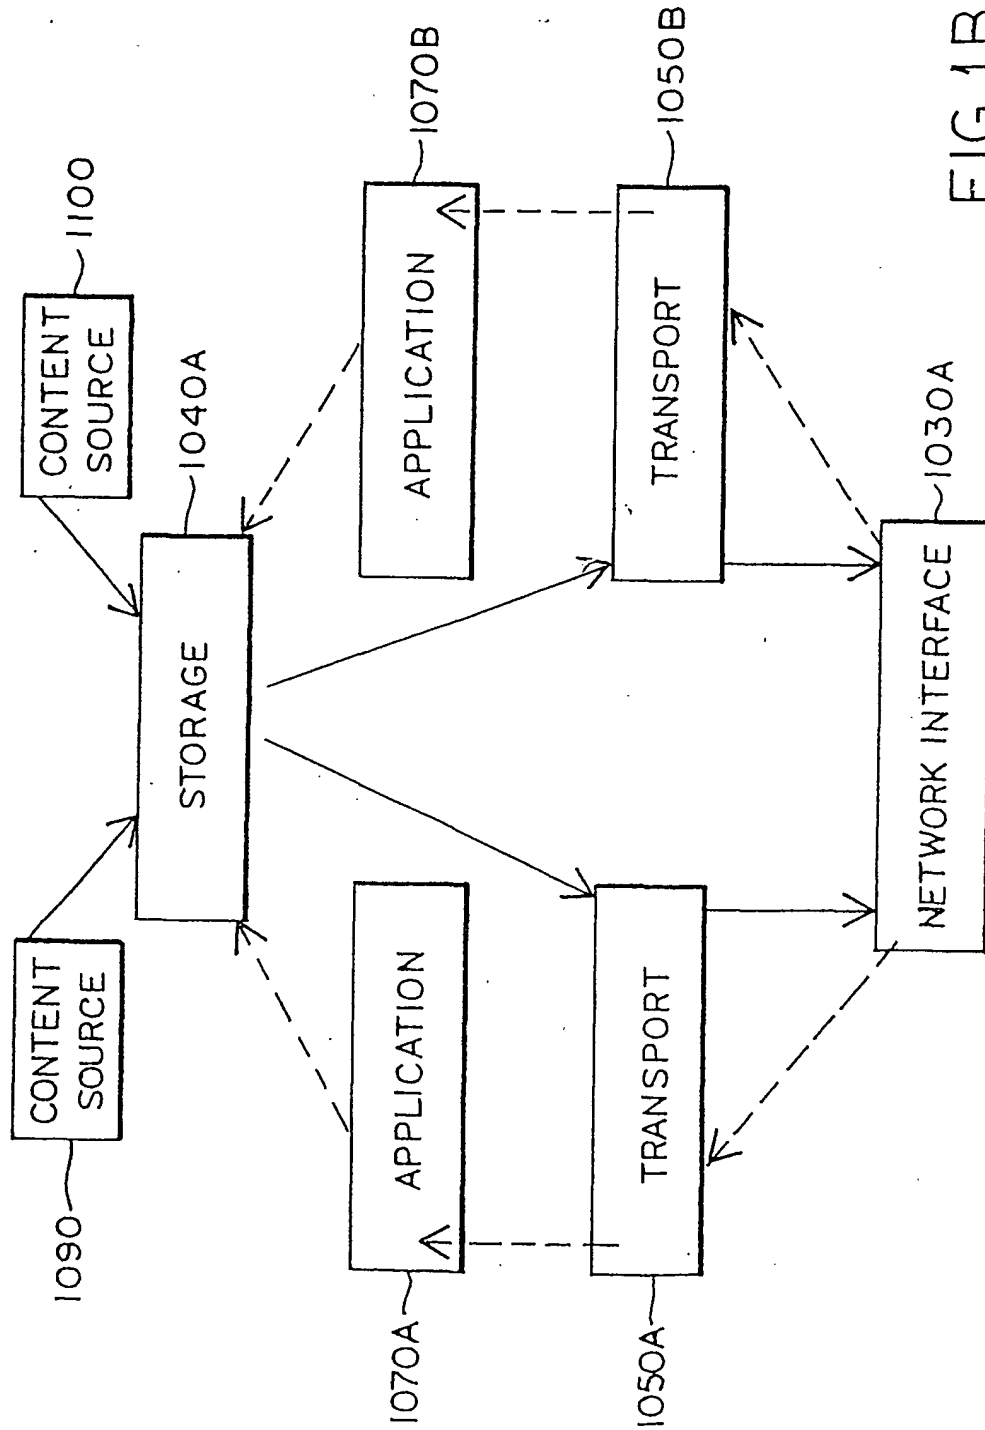 CONTENT
SOURCE
1090
CONTENT
SOURCE
1100
STORAGE
1040A
APPLICATION
1070A
APPLICATION
1070B
TRANSPORT
1050A
TRANSPORT
1050B
NETWORK INTERFACE
1030A
FIG. 1B